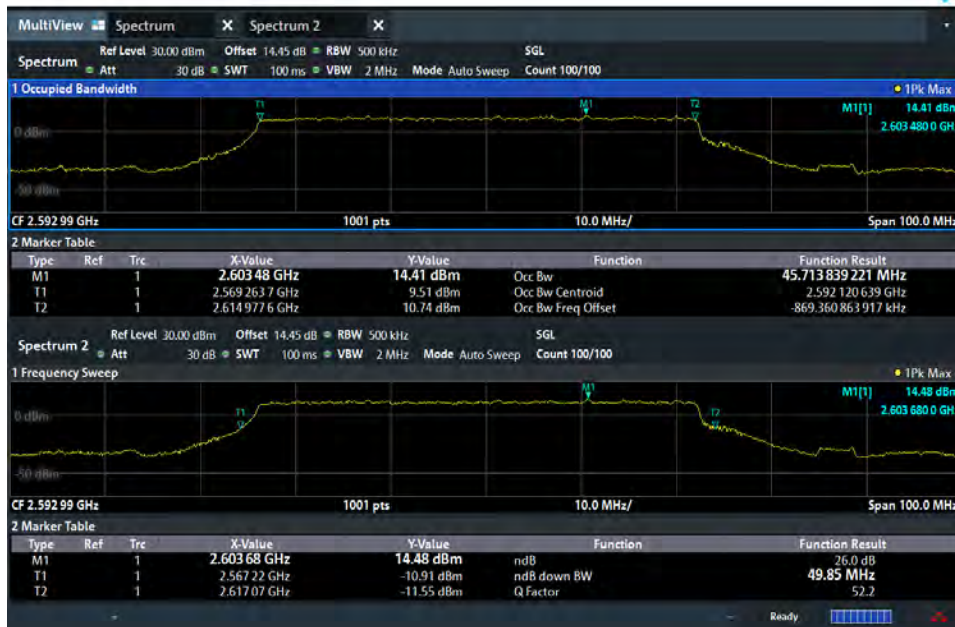 MultiView Spectrum X Spectrum 2 X
Ref Level 30.00 dBm Offset 14.45 dB RBW 500 kHz SGL
Spectrum Att 30 dB SWT 100 ms VBW 2 MHz Mode Auto Sweep Count 100/100
1 Occupied Bandwidth 1Pk Max
T1 M1 T2 M1[1] 14.41 dBm
0 dBm 2.603 480 0 GH
-50 dBm
CF 2.592 99 GHz 1001 pts 10.0 MHz/ Span 100.0 MHz
2 Marker Table
Type Ref Trc X-Value Y-Value Function Function Result
M1 1 2.603 48 GHz 14.41 dBm Occ Bw 45.713 839 221 MHz
T1 1 2.569 263 7 GHz 9.51 dBm Occ Bw Centroid 2.592 120 639 GHz
T2 1 2.614 977 6 GHz 10.74 dBm Occ Bw Freq Offset -869.360 863 917 kHz
Ref Level 30.00 dBm Offset 14.45 dB RBW 500 kHz SGL
Spectrum 2 Att 30 dB SWT 100 ms VBW 2 MHz Mode Auto Sweep Count 100/100
1 Frequency Sweep 1Pk Max
M1 M1[1] 14.48 dBm
0 dBm T1 T2 2.603 680 0 GH
-50 dBm
CF 2.592 99 GHz 1001 pts 10.0 MHz/ Span 100.0 MHz
2 Marker Table
Type Ref Trc X-Value Y-Value Function Function Result
M1 1 2.603 68 GHz 14.48 dBm ndB 26.0 dB
T1 1 2.567 22 GHz -10.91 dBm ndB down BW 49.85 MHz
T2 1 2.617 07 GHz -11.55 dBm Q Factor 52.2
Ready